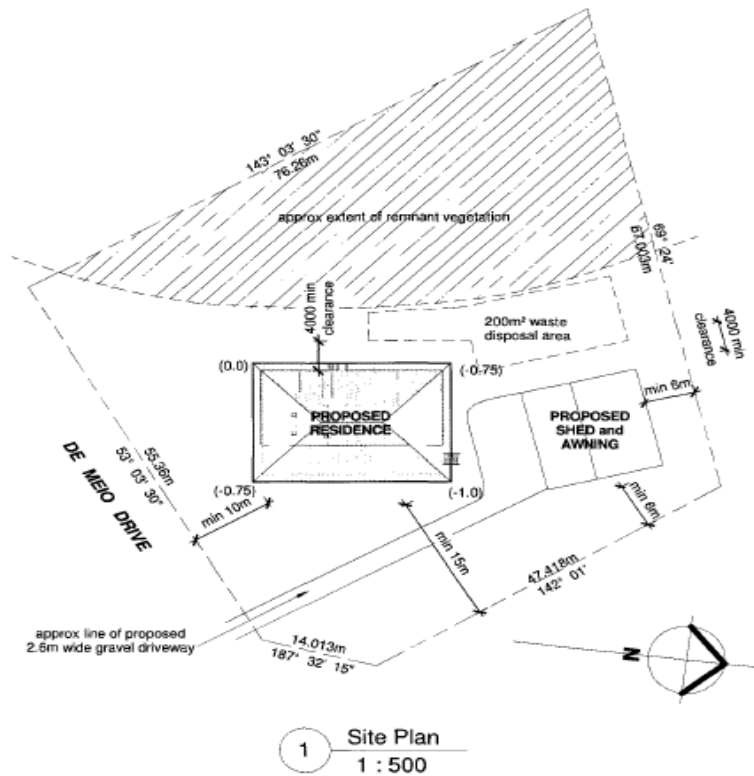 143° 03' 30"
76.26m
approx extent of remnant vegetation
69° 24'
67.003m
4000 min
clearance
200m² waste
disposal area
4000 min
clearance
(0.0)
(-0.75)
min 6m
PROPOSED
RESIDENCE
PROPOSED
SHED and
AWNING
55.36m
53° 03' 30"
DE MEIO DRIVE
(-0.75)
(-1.0)
min 10m
min 6m
min 15m
47.418m
142° 01'
approx line of proposed
2.6m wide gravel driveway
14.013m
187° 32' 15"
N
1
Site Plan
1 : 500